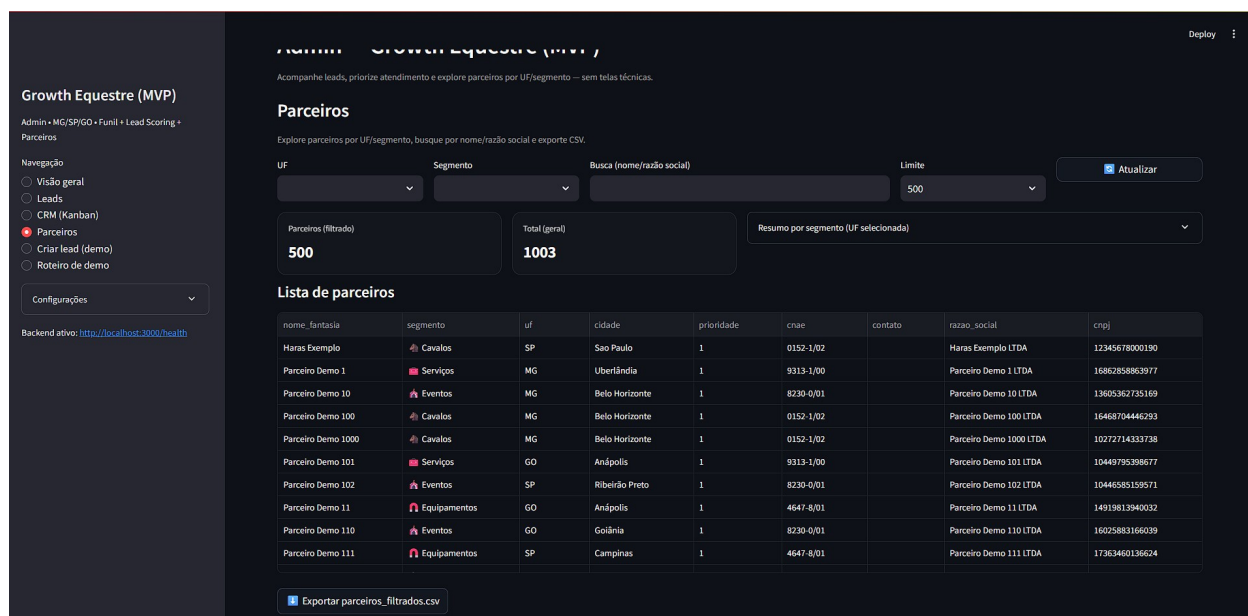 Deploy
Admin — Growth Equestre (MVP)
Acompanhe leads, priorize atendimento e explore parceiros por UF/segmento — sem telas técnicas.
Growth Equestre (MVP)
Admin • MG/SP/GO • Funil + Lead Scoring +
Parceiros
Navegação
Visão geral
Leads
CRM (Kanban)
Parceiros
Criar lead (demo)
Roteiro de demo
Configurações
Backend ativo: http://localhost:3000/health
Parceiros
Explore parceiros por UF/segmento, busque por nome/razão social e exporte CSV.
UF Segmento Busca (nome/razão social) Limite
500 Atualizar
Parceiros (filtrado) Total (geral) Resumo por segmento (UF selecionada)
500 1003
Lista de parceiros
nome_fantasia segmento uf cidade prioridade cnae contato razao_social cnpj
Haras Exemplo Cavalos SP Sao Paulo 1 0152-1/02 Haras Exemplo LTDA 12345678000190
Parceiro Demo 1 Serviços MG Uberlândia 1 9313-1/00 Parceiro Demo 1 LTDA 16862858863977
Parceiro Demo 10 Eventos MG Belo Horizonte 1 8230-0/01 Parceiro Demo 10 LTDA 13605362735169
Parceiro Demo 100 Cavalos MG Belo Horizonte 1 0152-1/02 Parceiro Demo 100 LTDA 16468704446293
Parceiro Demo 1000 Cavalos MG Belo Horizonte 1 0152-1/02 Parceiro Demo 1000 LTDA 10272714333738
Parceiro Demo 101 Serviços GO Anápolis 1 9313-1/00 Parceiro Demo 101 LTDA 10449795398677
Parceiro Demo 102 Eventos SP Ribeirão Preto 1 8230-0/01 Parceiro Demo 102 LTDA 10446585159571
Parceiro Demo 11 Equipamentos GO Anápolis 1 4647-8/01 Parceiro Demo 11 LTDA 14919813940032
Parceiro Demo 110 Eventos GO Goiânia 1 8230-0/01 Parceiro Demo 110 LTDA 16025883166039
Parceiro Demo 111 Equipamentos SP Campinas 1 4647-8/01 Parceiro Demo 111 LTDA 17363460136624
Exportar parceiros_filtrados.csv